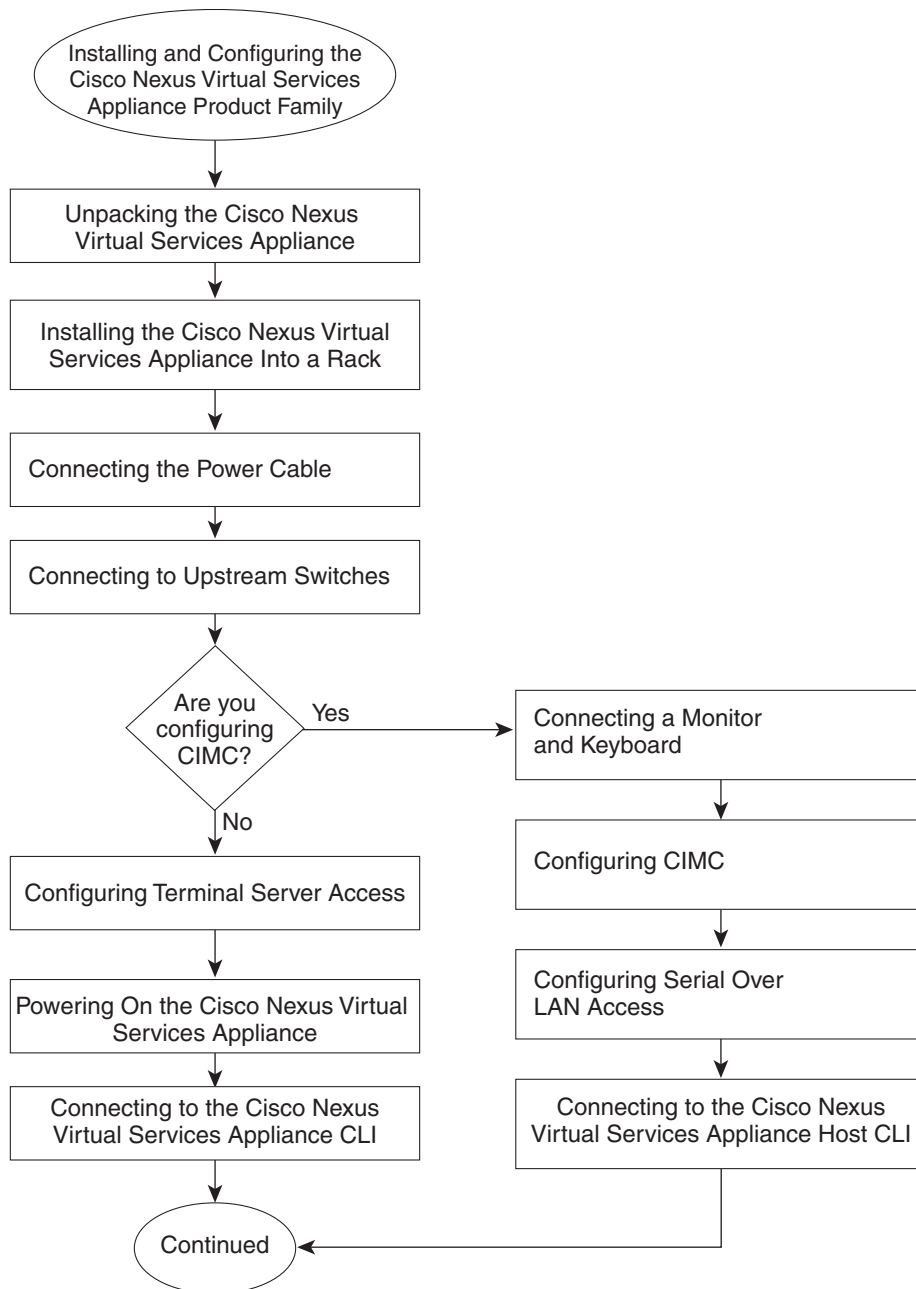 Installing and Configuring the
Cisco Nexus Virtual Services
Appliance Product Family
Unpacking the Cisco Nexus
Virtual Services Appliance
Installing the Cisco Nexus Virtual
Services Appliance Into a Rack
Connecting the Power Cable
Connecting to Upstream Switches
Are you
configuring
CIMC?
Yes
No
Connecting a Monitor
and Keyboard
Configuring CIMC
Configuring Serial Over
LAN Access
Connecting to the Cisco Nexus
Virtual Services Appliance Host CLI
Configuring Terminal Server Access
Powering On the Cisco Nexus Virtual
Services Appliance
Connecting to the Cisco Nexus
Virtual Services Appliance CLI
Continued